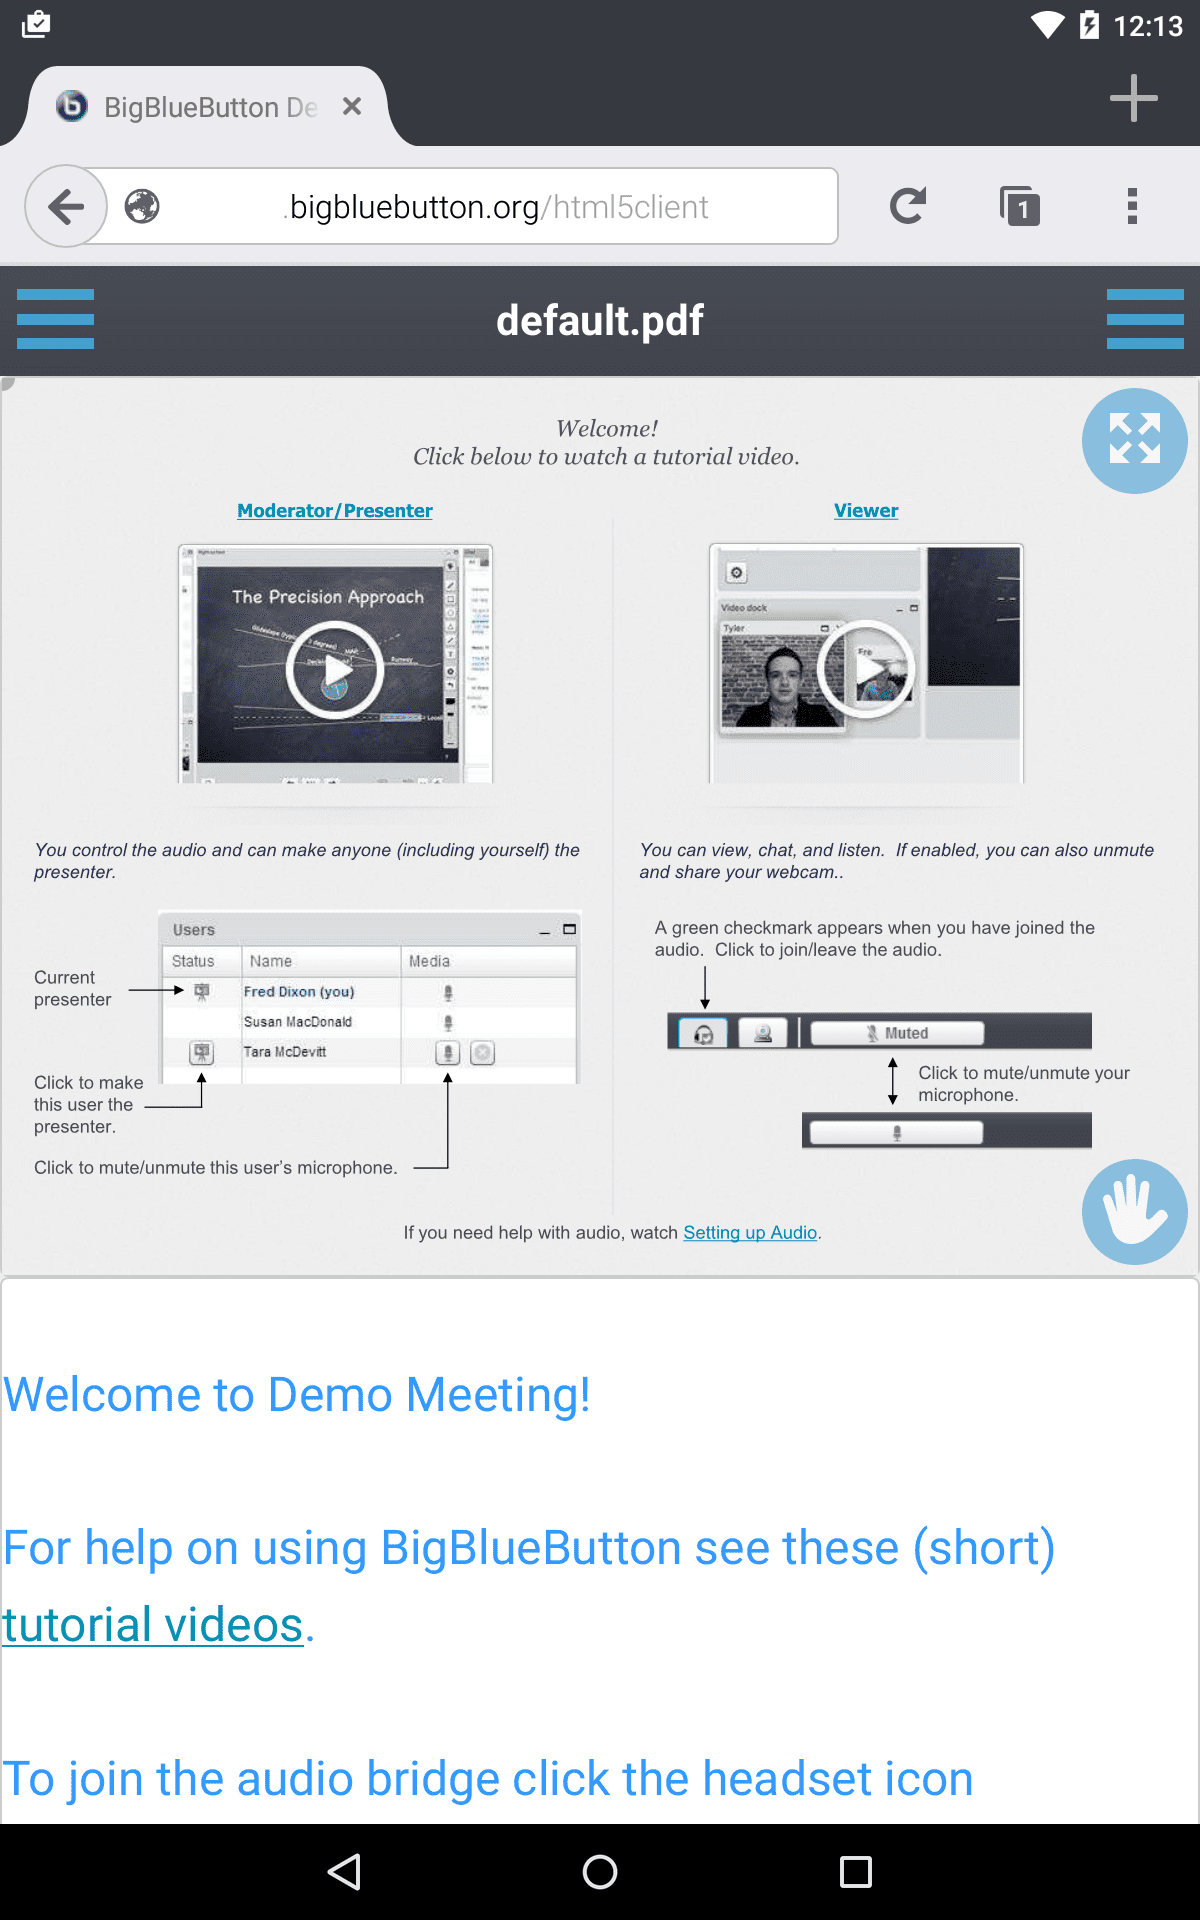 12:13
BigBlueButton De
.bigbluebutton.org/html5client
1
default.pdf
Welcome!
Click below to watch a tutorial video.
Moderator/Presenter
The Precision Approach
Runway
You control the audio and can make anyone (including yourself) the
presenter.
Users
Status Name Media
Current
presenter
Fred Dixon (you)
Susan MacDonald
Tara McDevitt
Click to make
this user the
presenter.
Click to mute/unmute this user's microphone.
Viewer
Video dock
Tyler
Fre
You can view, chat, and listen.  If enabled, you can also unmute
and share your webcam..
A green checkmark appears when you have joined the
audio.  Click to join/leave the audio.
Muted
Click to mute/unmute your
microphone.
If you need help with audio, watch Setting up Audio.
Welcome to Demo Meeting!
For help on using BigBlueButton see these (short)
tutorial videos.
To join the audio bridge click the headset icon